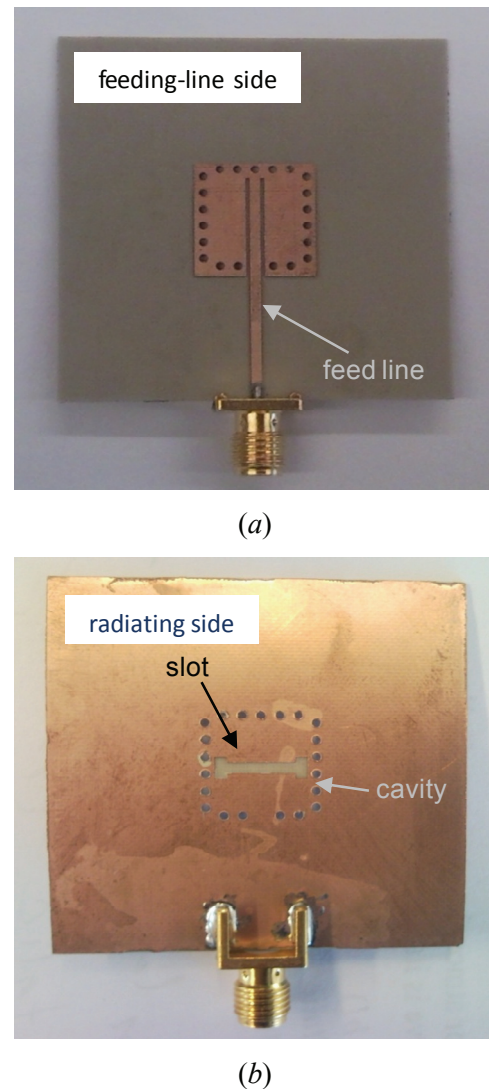 feeding-line side
feed line
(a)
radiating side
slot
cavity
(b)